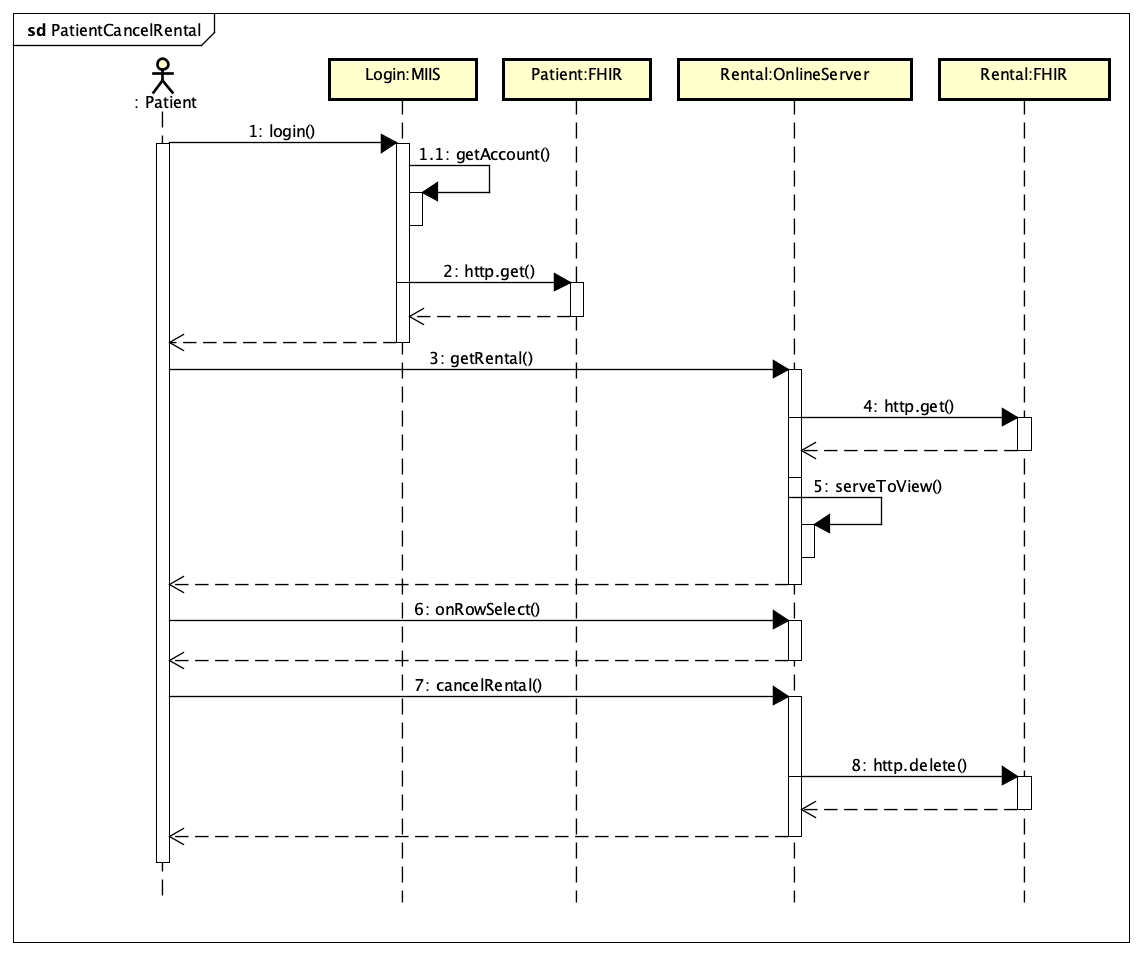 sd PatientCancelRental
: Patient
Login:MIIS
Patient:FHIR
Rental:OnlineServer
Rental:FHIR
1: login()
1.1: getAccount()
2: http.get()
3: getRental()
4: http.get()
5: serveToView()
6: onRowSelect()
7: cancelRental()
8: http.delete()